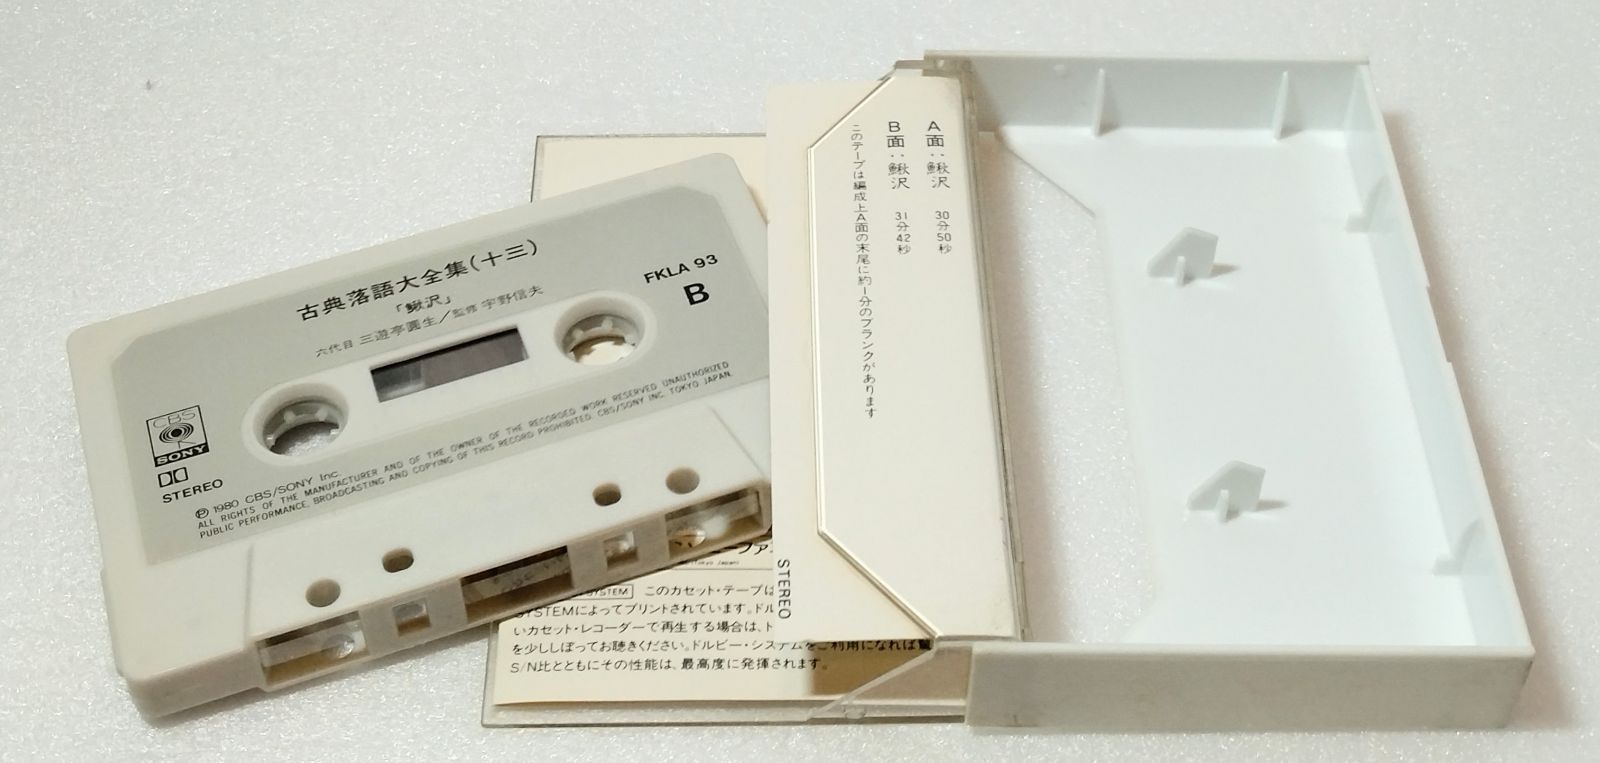 古典落語大全集(十三)
「鰍沢」
六代目 三遊亭圓生/監修 宇野信夫
FKLA 93
B
CBS
SONY
STEREO
Ⓟ 1980 CBS/SONY Inc.
ALL RIGHTS OF THE MANUFACTURER AND OF THE OWNER OF THE RECORDED WORK RESERVED UNAUTHORIZED
PUBLIC PERFORMANCE, BROADCASTING AND COPYING OF THIS RECORD PROHIBITED. CBS/SONY INC. TOKYO JAPAN.
A面:鰍沢 30分50秒
B面:鰍沢 31分42秒
このテープは編成上A面の末尾に約1分のブランクがあります
STEREO
ーファ
Tokyo Japan)
SYSTEM このカセット・テープは
SYSTEMによってプリントされています。ドル
いカセット・レコーダーで再生する場合は、ト
を少ししぼってお聴きください。ドルビー・システムをご利用になれば
S/N比とともにその性能は、最高度に発揮されます。